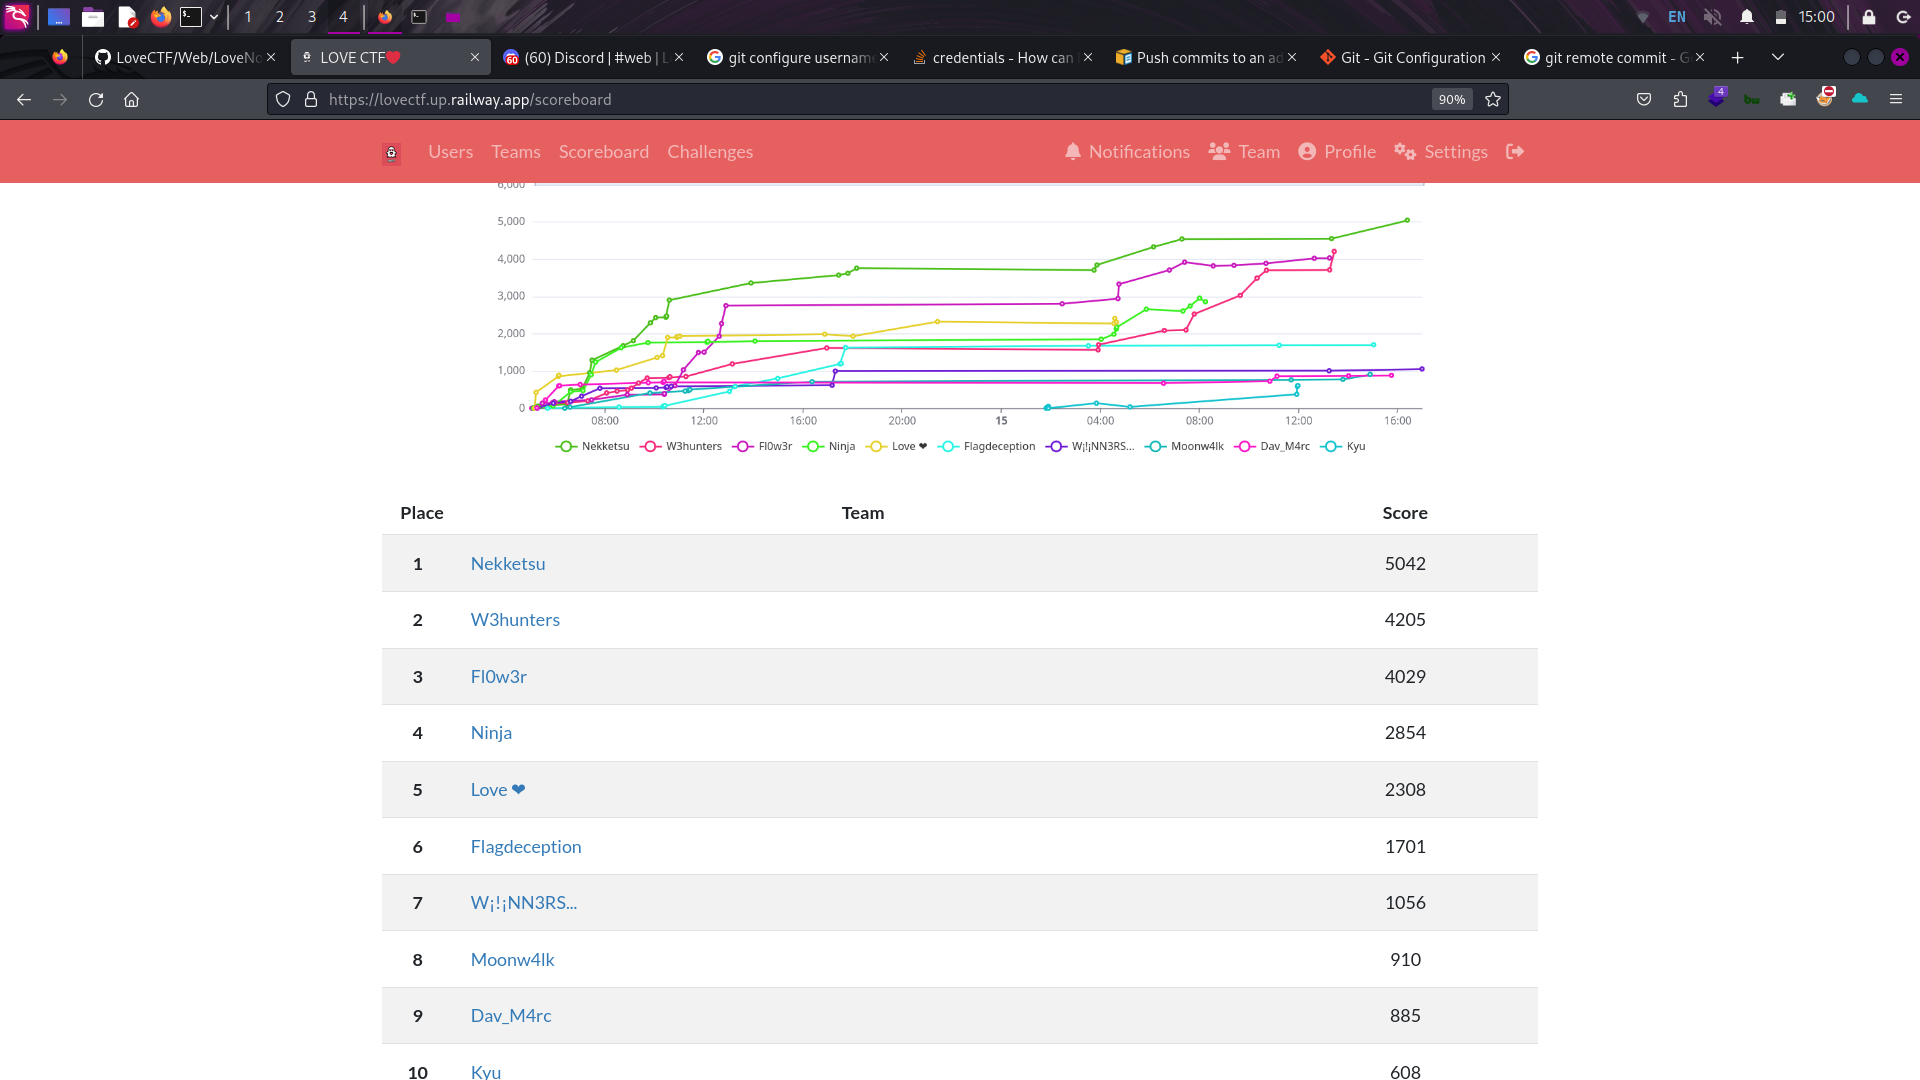 1 2 3 4 EN 15:00
LoveCTF/Web/LoveNo LOVE CTF❤️ (60) Discord | #web | L git configure usernam credentials - How can Push commits to an ad Git - Git Configuration git remote commit - G
https://lovectf.up.railway.app/scoreboard 90% 4
Users Teams Scoreboard Challenges Notifications Team Profile Settings
6,000
5,000
4,000
3,000
2,000
1,000
0
08:00 12:00 16:00 20:00 15 04:00 08:00 12:00 16:00
Nekketsu W3hunters Fl0w3r Ninja Love ❤ Flagdeception W¡!¡NN3RS... Moonw4lk Dav_M4rc Kyu
Place Team Score
1 Nekketsu 5042
2 W3hunters 4205
3 Fl0w3r 4029
4 Ninja 2854
5 Love ❤ 2308
6 Flagdeception 1701
7 W¡!¡NN3RS... 1056
8 Moonw4lk 910
9 Dav_M4rc 885
10 Kyu 608